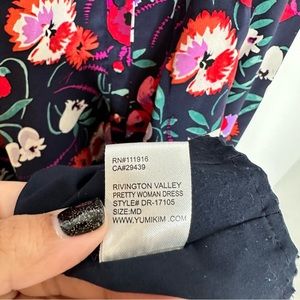 RN#111916
CA#29439
RIVINGTON VALLEY
PRETTY WOMAN DRESS
STYLE# DR-17105
SIZE:MD
WWW.YUMIKIM .COM